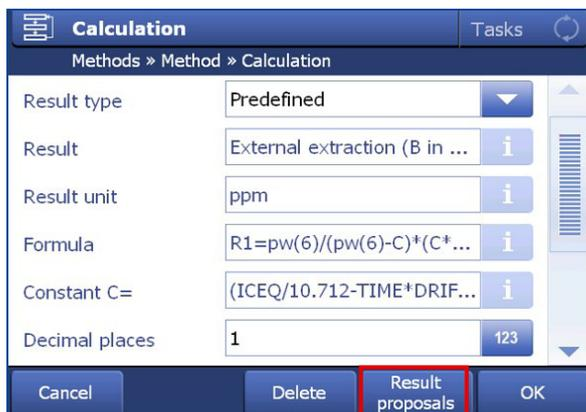 Calculation
Tasks
Methods » Method » Calculation
Result type
Predefined
Result
External extraction (B in ...
i
Result unit
ppm
i
Formula
R1=pw(6)/(pw(6)-C)*(C*...
i
Constant C=
(ICEQ/10.712-TIME*DRIF...
i
Decimal places
1
123
Cancel
Delete
Result
proposals
OK